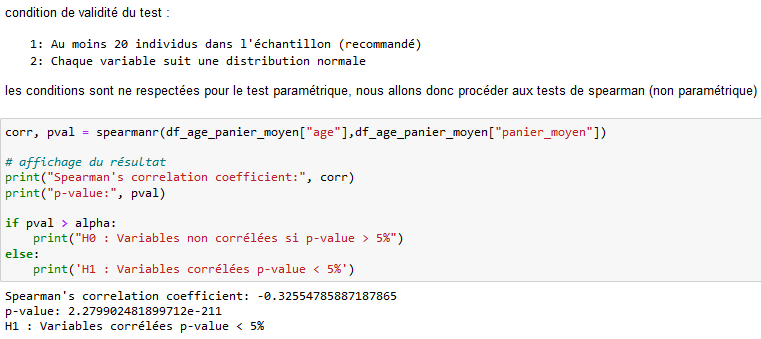 condition de validité du test :
1: Au moins 20 individus dans l'échantillon (recommandé)
2: Chaque variable suit une distribution normale
les conditions sont ne respectées pour le test paramétrique, nous allons donc procéder aux tests de spearman (non paramétrique)
corr, pval = spearmanr(df_age_panier_moyen["age"],df_age_panier_moyen["panier_moyen"])
# affichage du résultat
print("Spearman's correlation coefficient:", corr)
print("p-value:", pval)
if pval > alpha:
    print("H0 : Variables non corrélées si p-value > 5%")
else:
    print('H1 : Variables corrélées p-value < 5%')
Spearman's correlation coefficient: -0.32554785887187865
p-value: 2.279902481899712e-211
H1 : Variables corrélées p-value < 5%